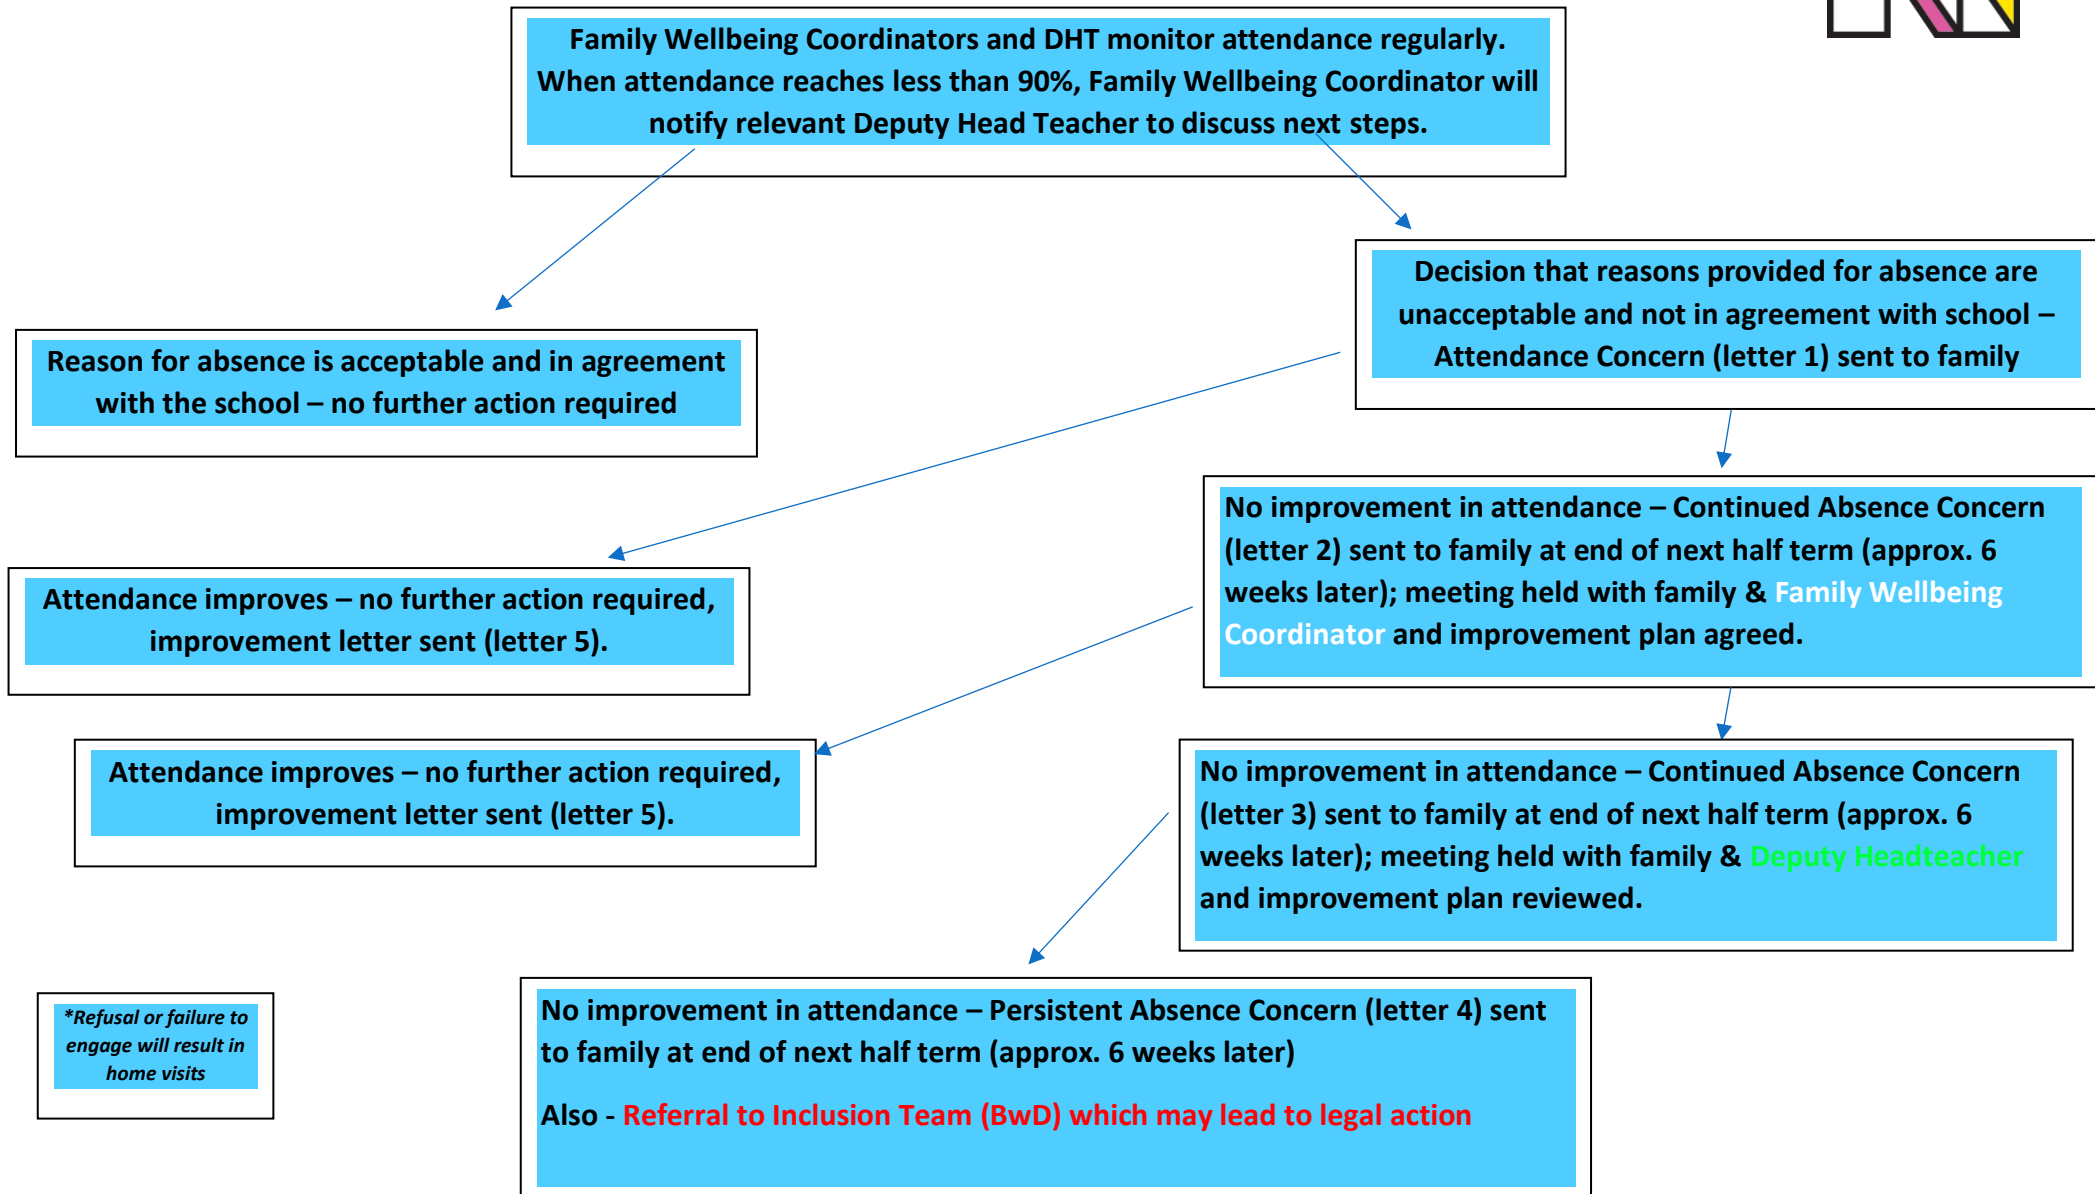 Family Wellbeing Coordinators and DHT monitor attendance regularly.
When attendance reaches less than 90%, Family Wellbeing Coordinator will
notify relevant Deputy Head Teacher to discuss next steps.
Decision that reasons provided for absence are
unacceptable and not in agreement with school –
Attendance Concern (letter 1) sent to family
Reason for absence is acceptable and in agreement
with the school – no further action required
No improvement in attendance – Continued Absence Concern
(letter 2) sent to family at end of next half term (approx. 6
weeks later); meeting held with family & Family Wellbeing
Coordinator and improvement plan agreed.
Attendance improves – no further action required,
improvement letter sent (letter 5).
Attendance improves – no further action required,
improvement letter sent (letter 5).
No improvement in attendance – Continued Absence Concern
(letter 3) sent to family at end of next half term (approx. 6
weeks later); meeting held with family & Deputy Headteacher
and improvement plan reviewed.
*Refusal or failure to
engage will result in
home visits
No improvement in attendance – Persistent Absence Concern (letter 4) sent
to family at end of next half term (approx. 6 weeks later)
Also - Referral to Inclusion Team (BwD) which may lead to legal action